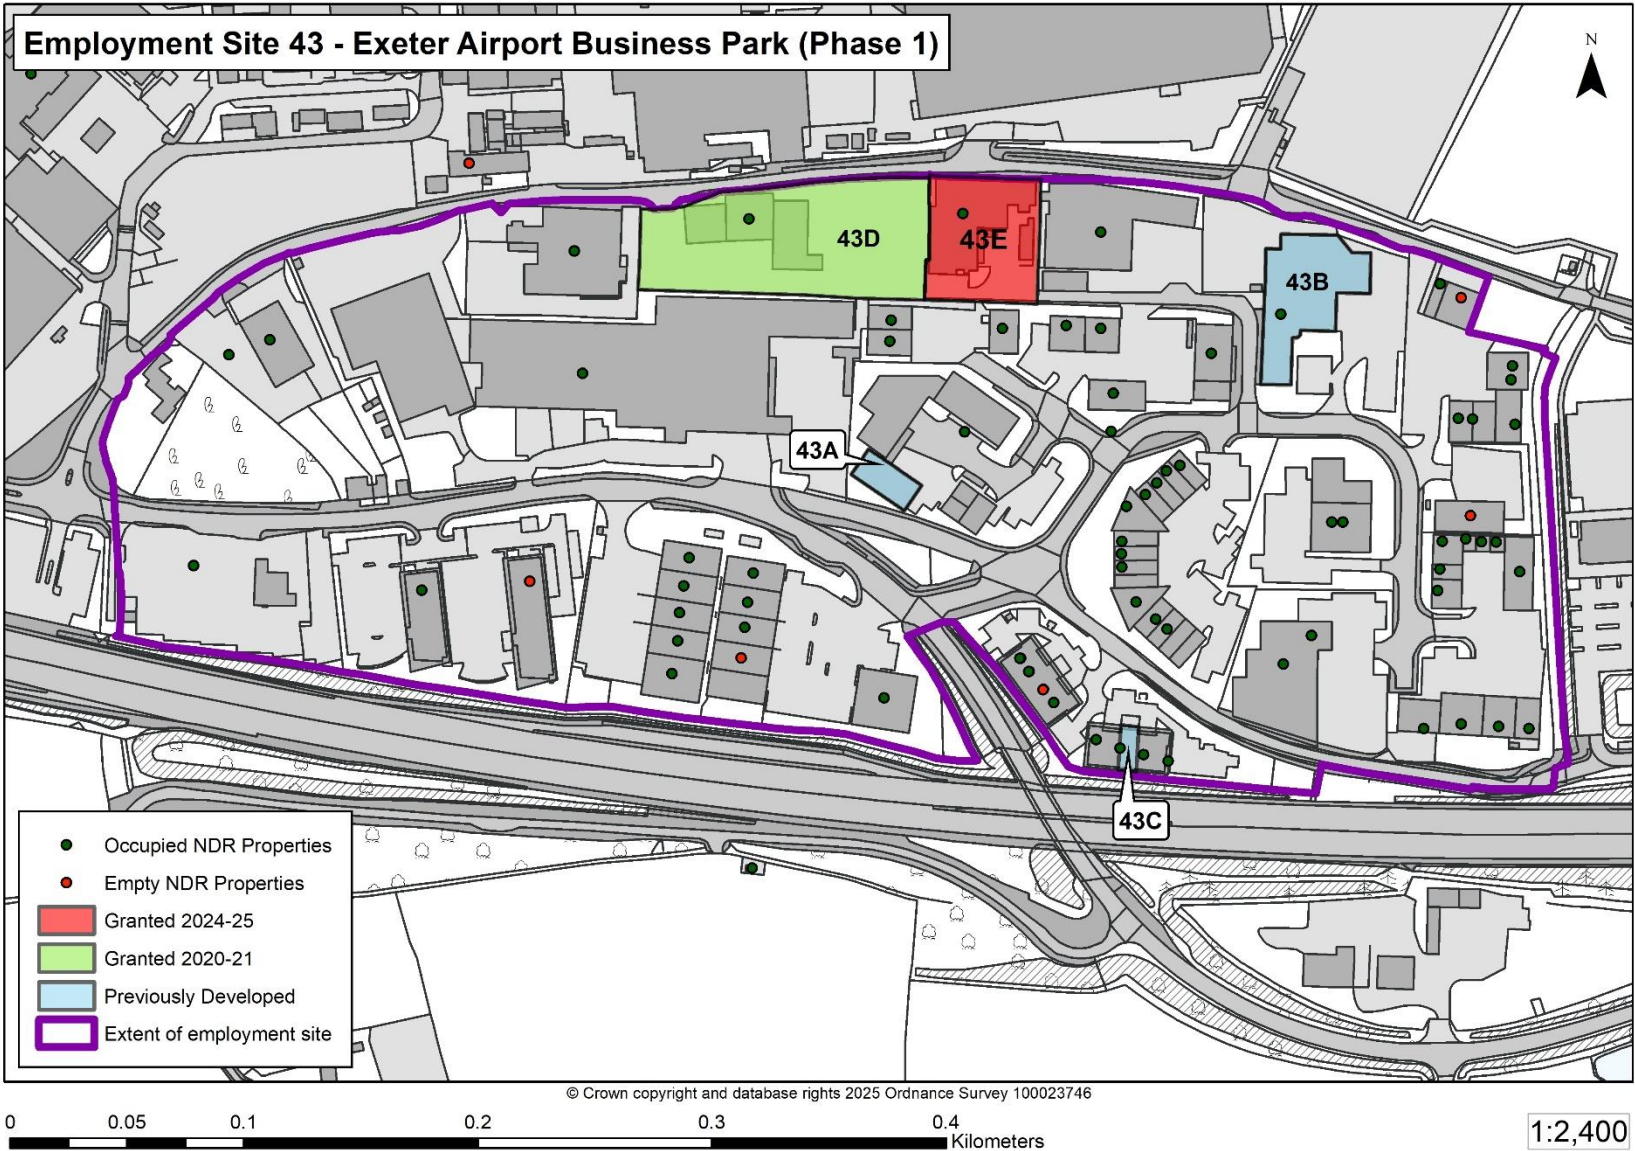 Employment Site 43 - Exeter Airport Business Park (Phase 1)
N
43D
43E
43B
43A
43C
Occupied NDR Properties
Empty NDR Properties
Granted 2024-25
Granted 2020-21
Previously Developed
Extent of employment site
© Crown copyright and database rights 2025 Ordnance Survey 100023746
0 0.05 0.1 0.2 0.3 0.4
Kilometers
1:2,400